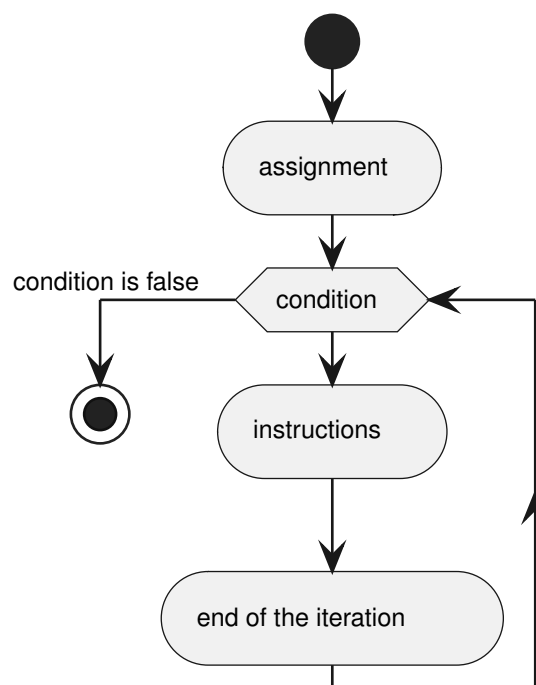 assignment
condition is false
condition
instructions
end of the iteration